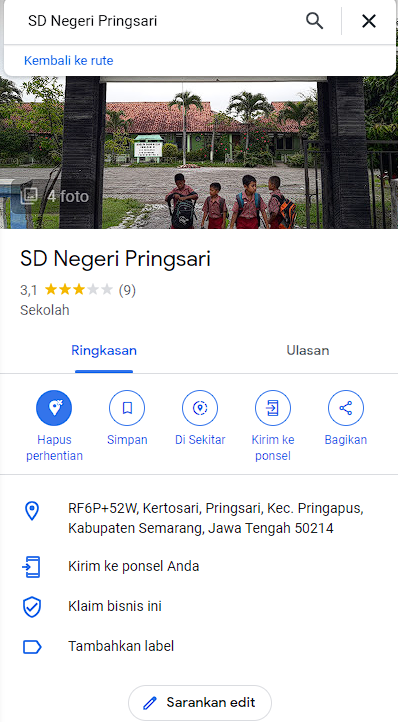 SD Negeri Pringsari
Kembali ke rute
4 foto
SD Negeri Pringsari
3,1 (9)
Sekolah
Ringkasan
Ulasan
Hapus perhentian
Simpan
Di Sekitar
Kirim ke ponsel
Bagikan
RF6P+52W, Kertosari, Pringsari, Kec. Pringapus,
Kabupaten Semarang, Jawa Tengah 50214
Kirim ke ponsel Anda
Klaim bisnis ini
Tambahkan label
Sarankan edit